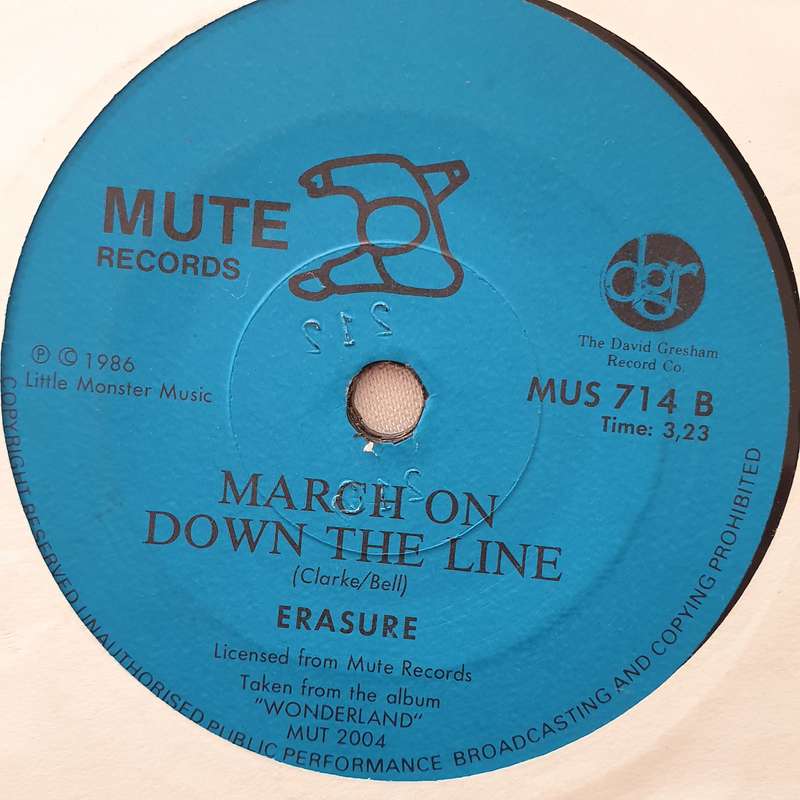 MUTE
RECORDS
dgr
The David Gresham
Record Co.
℗ © 1986
Little Monster Music
MUS 714 B
Time: 3,23
212
MARCH ON
DOWN THE LINE
(Clarke/Bell)
ERASURE
Licensed from Mute Records
Taken from the album
"WONDERLAND"
MUT 2004
COPYRIGHT RESERVED UNAUTHORISED PUBLIC PERFORMANCE BROADCASTING AND COPYING PROHIBITED